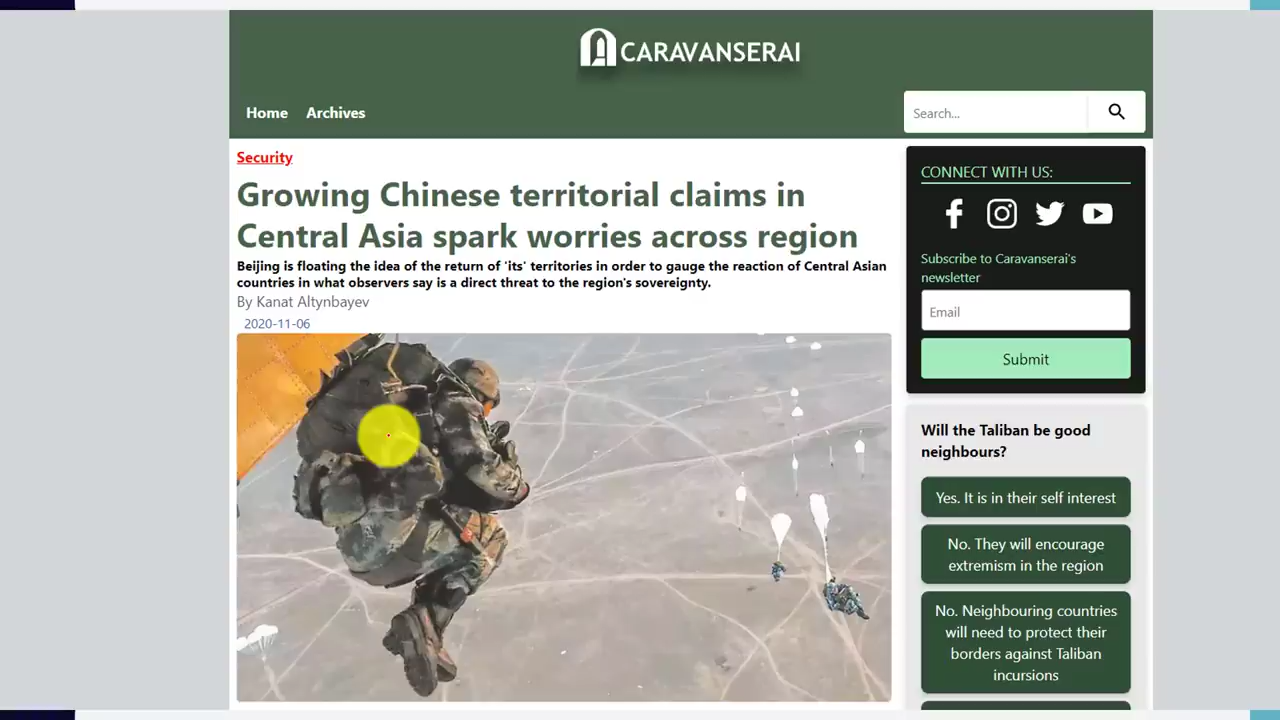 CARAVANSERAI
Home
Archives
Search...
Security
Growing Chinese territorial claims in
Central Asia spark worries across region
Beijing is floating the idea of the return of 'its' territories in order to gauge the reaction of Central Asian
countries in what observers say is a direct threat to the region's sovereignty.
By Kanat Altynbayev
2020-11-06
CONNECT WITH US:
Subscribe to Caravanserai's
newsletter
Email
Submit
Will the Taliban be good
neighbours?
Yes. It is in their self interest
No. They will encourage
extremism in the region
No. Neighbouring countries
will need to protect their
borders against Taliban
incursions